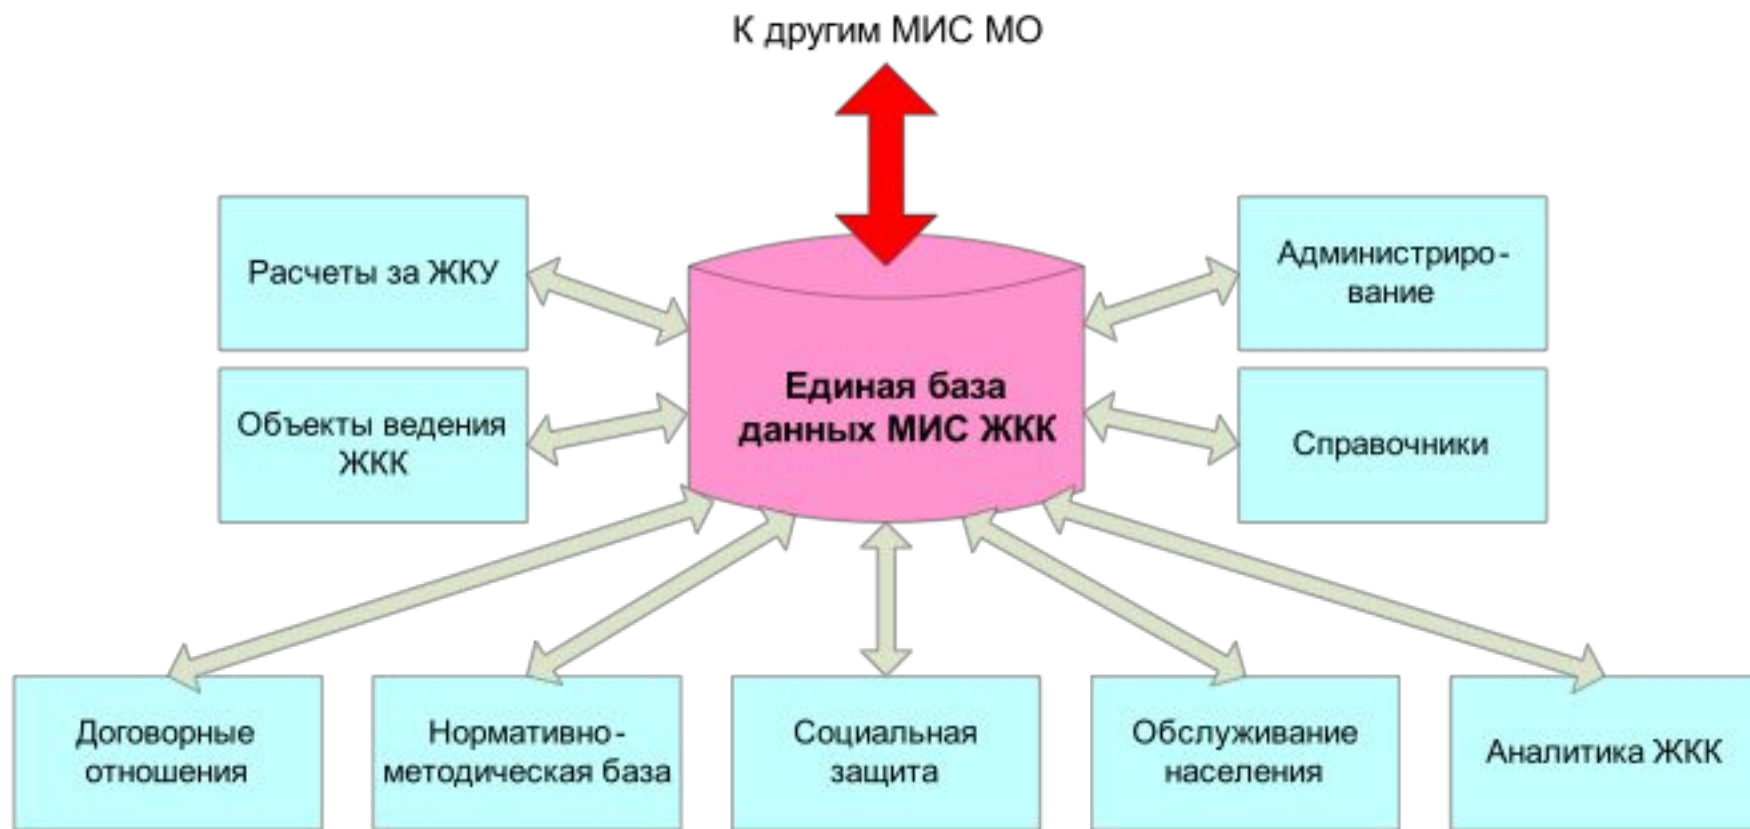 К другим МИС МО
Расчеты за ЖКУ
Администриро-
вание
Единая база
данных МИС ЖКК
Объекты ведения
ЖКК
Справочники
Договорные
отношения
Нормативно-
методическая база
Социальная
защита
Обслуживание
населения
Аналитика ЖКК